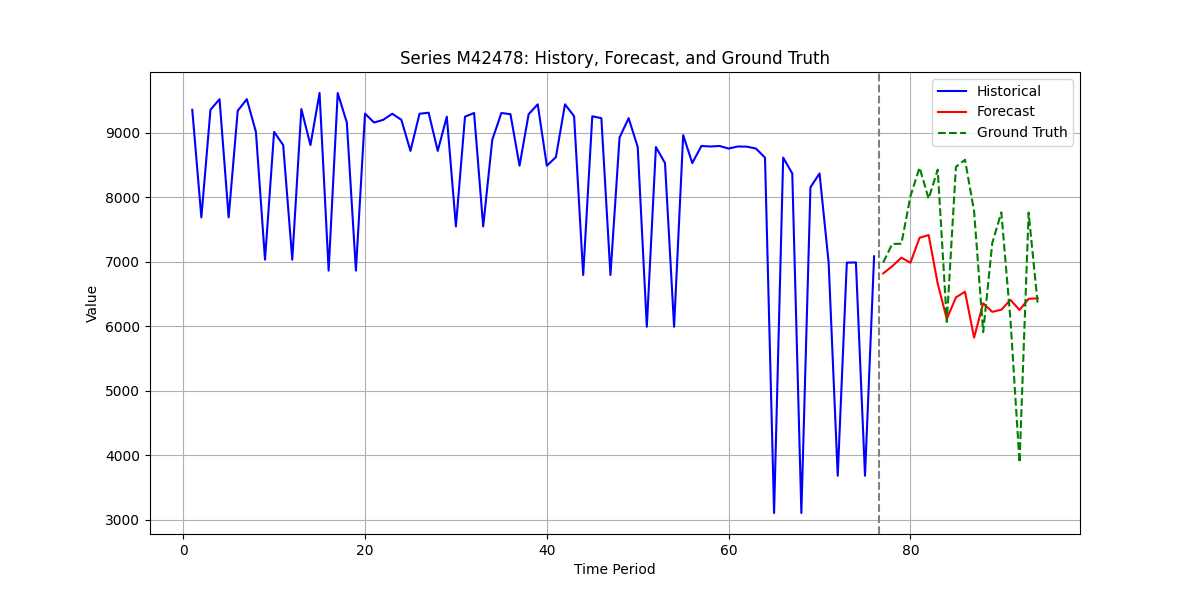 Series M42478: History, Forecast, and Ground Truth
Historical
Forecast
Ground Truth
9000
8000
7000
6000
5000
4000
3000
Value
0
20
40
60
80
Time Period